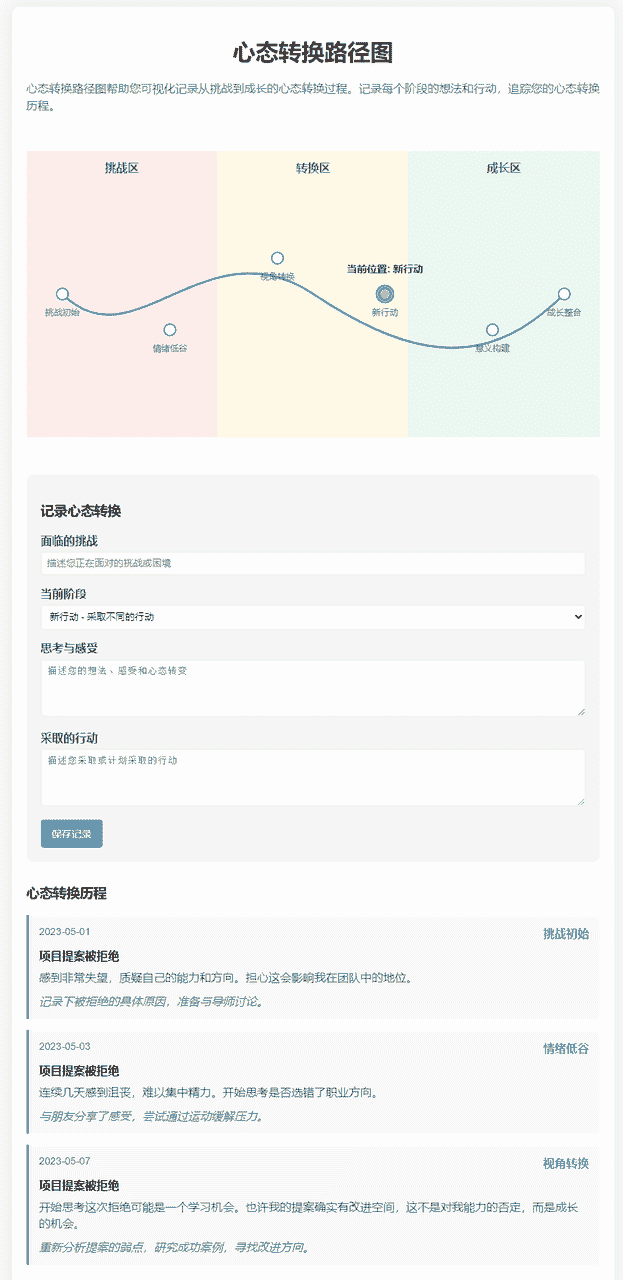 心态转换路径图
心态转换路径图帮助您可视化记录从挑战到成长的心态转换过程。记录每个阶段的想法和行动，追踪您的心态转换
历程。
挑战区
转换区
成长区
视角转换
当前位置: 新行动
挑战初始
新行动
成长整合
情绪低谷
意义构建
记录心态转换
面临的挑战
描述您正在面对的挑战或困境
当前阶段
新行动 - 采取不同的行动
思考与感受
描述您的想法、感受和心态转变
采取的行动
描述您采取或计划采取的行动
保存记录
心态转换历程
2023-05-01
挑战初始
项目提案被拒绝
感到非常失望，质疑自己的能力和方向。担心这会影响我在团队中的地位。
记录下被拒绝的具体原因，准备与导师讨论。
2023-05-03
情绪低谷
项目提案被拒绝
连续几天感到沮丧，难以集中精力。开始思考是否选错了职业方向。
与朋友分享了感受，尝试通过运动缓解压力。
2023-05-07
视角转换
项目提案被拒绝
开始思考这次拒绝可能是一个学习机会。也许我的提案确实有改进空间，这不是对我能力的否定，而是成长
的机会。
重新分析提案的弱点，研究成功案例，寻找改进方向。